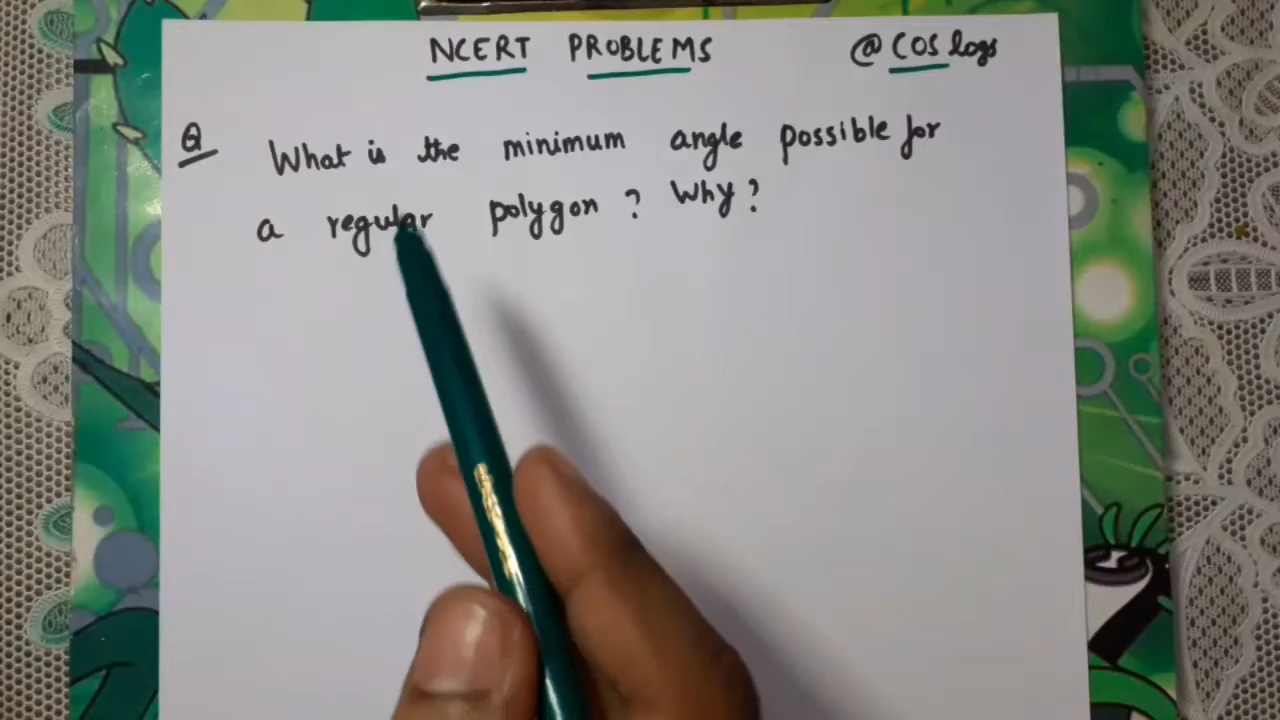 NCERT PROBLEMS @COS logs
Q What is the minimum angle possible for
a regular polygon ? Why ?